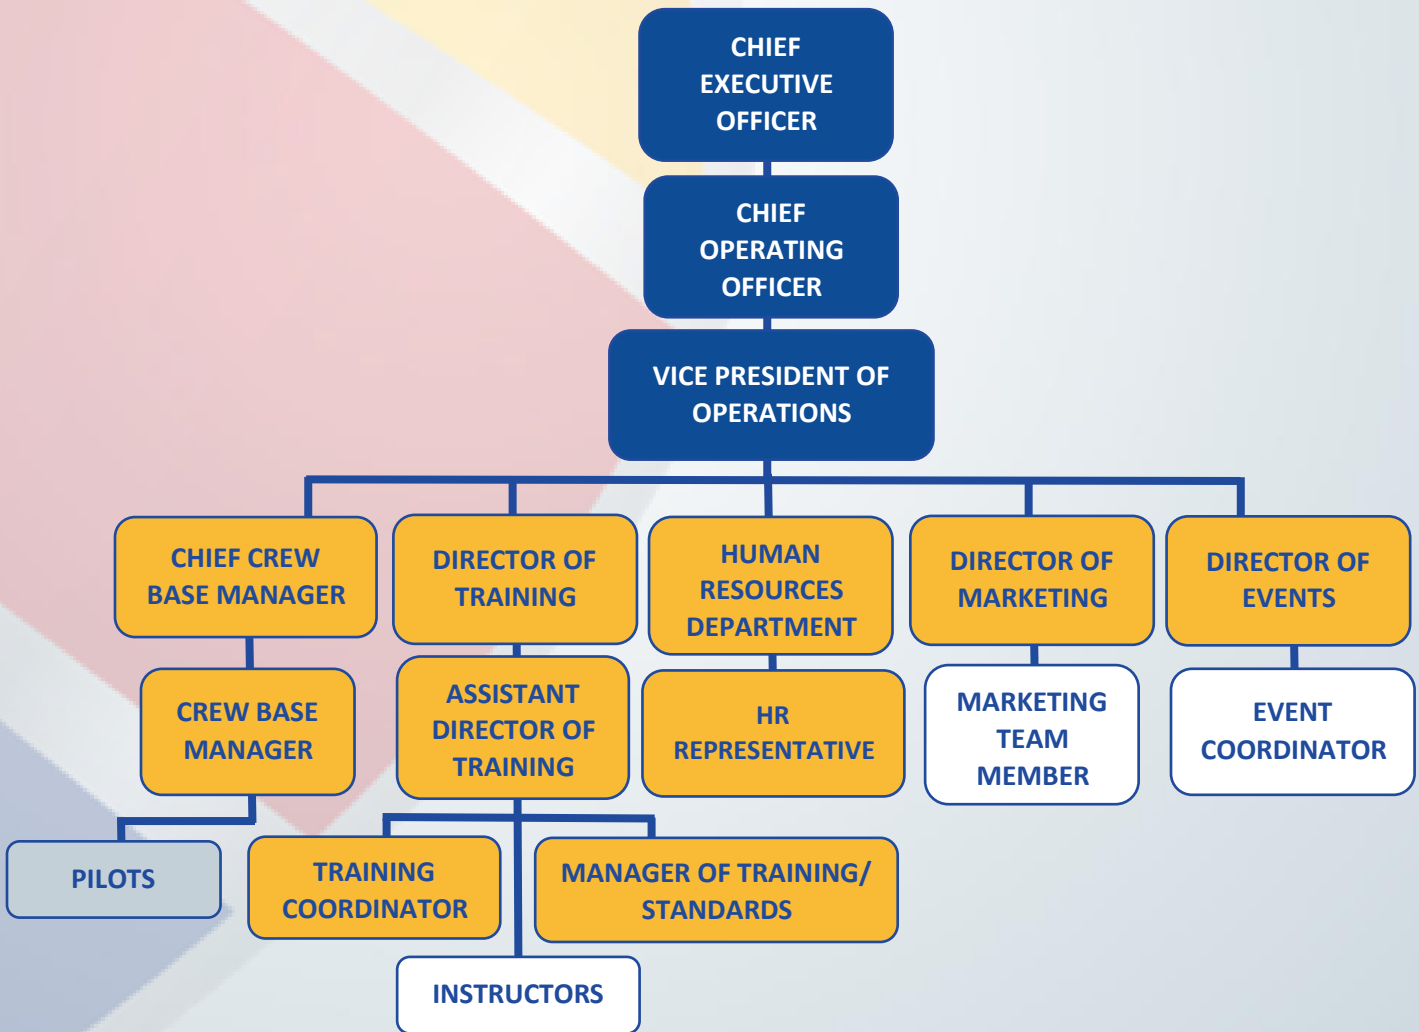 CHIEF
EXECUTIVE
OFFICER
CHIEF
OPERATING
OFFICER
VICE PRESIDENT OF
OPERATIONS
CHIEF CREW
BASE MANAGER
DIRECTOR OF
TRAINING
HUMAN
RESOURCES
DEPARTMENT
DIRECTOR OF
MARKETING
DIRECTOR OF
EVENTS
CREW BASE
MANAGER
ASSISTANT
DIRECTOR OF
TRAINING
HR
REPRESENTATIVE
MARKETING
TEAM
MEMBER
EVENT
COORDINATOR
PILOTS
TRAINING
COORDINATOR
MANAGER OF TRAINING/
STANDARDS
INSTRUCTORS